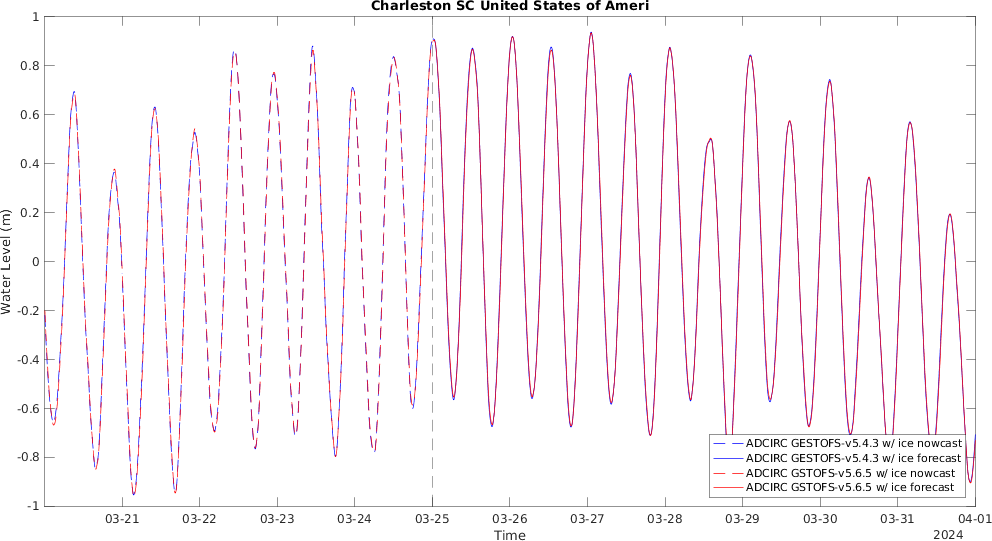 Charleston SC United States of Ameri
1
0.8
0.6
0.4
0.2
0
-0.2
-0.4
-0.6
-0.8
-1
Water Level (m)
ADCIRC GESTOFS-v5.4.3 w/ ice nowcast
ADCIRC GESTOFS-v5.4.3 w/ ice forecast
ADCIRC GSTOFS-v5.6.5 w/ ice nowcast
ADCIRC GSTOFS-v5.6.5 w/ ice forecast
03-21 03-22 03-23 03-24 03-25 03-26 03-27 03-28 03-29 03-30 03-31 04-01
Time
2024